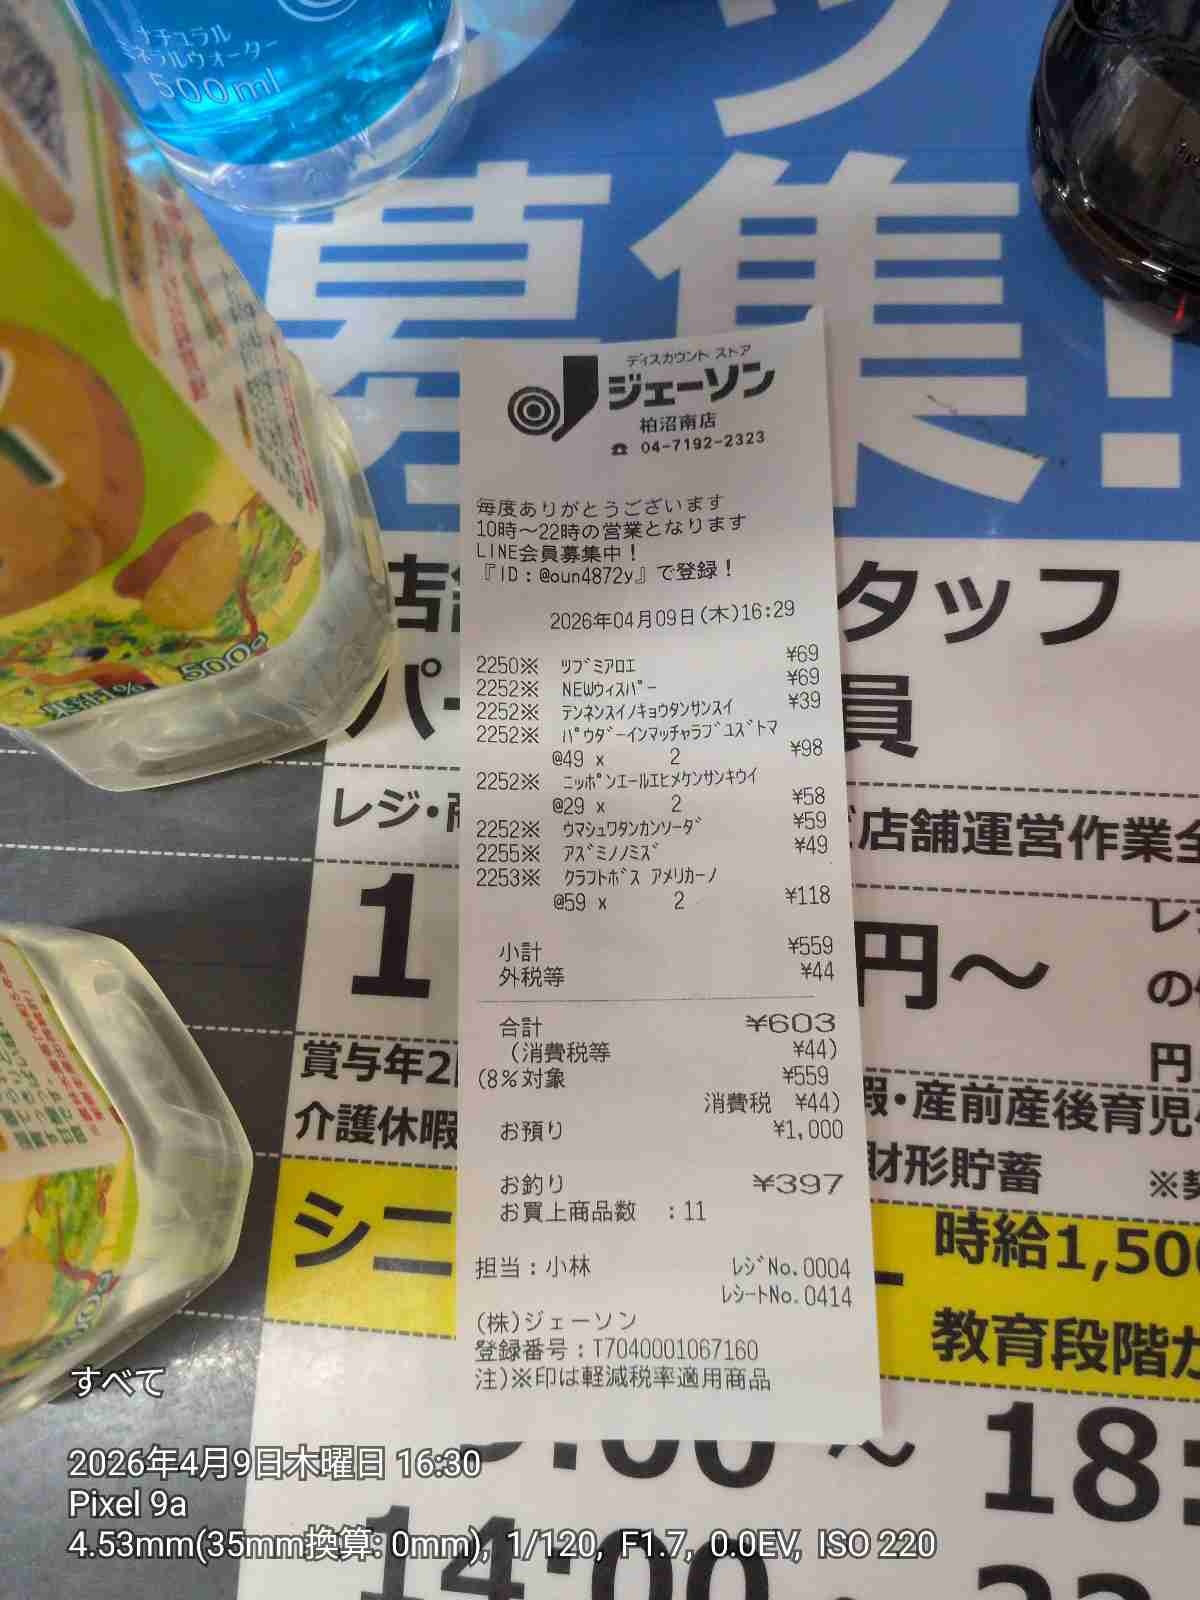 ナチュラル
ミネラルウォーター
500ml
募集!
ディスカウント ストア
ジェーソン
柏沼南店
☎ 04-7192-2323
毎度ありがとうございます
10時～22時の営業となります
LINE会員募集中！
『ID：@oun4872y』で登録！
2026年04月09日(木)16:29
2250※ ﾂﾌﾞﾐｱﾛｴ ¥69
2252※ NEWｳｨｽﾊﾟｰ ¥69
2252※ ﾃﾝﾈﾝｽｲﾉｷｮｳﾀﾝｻﾝｽｲ ¥39
2252※ ﾊﾟｳﾀﾞｰｲﾝﾏｯﾁｬﾗﾌﾞﾕｽﾞﾄﾏ
@49 x 2 ¥98
2252※ ﾆｯﾎﾟﾝｴｰﾙｴﾋﾒｹﾝｻﾝｷｳｲ
@29 x 2 ¥58
2252※ ｳﾏｼｭﾜﾀﾝｶﾝｿｰﾀﾞ ¥59
2255※ ｱｽﾞﾐﾉﾉﾐｽﾞ ¥49
2253※ ｸﾗﾌﾄﾎﾞｽ ｱﾒﾘｶｰﾉ
@59 x 2 ¥118
小計 ¥559
外税等 ¥44
合計 ¥603
(消費税等 ¥44)
(8%対象 ¥559
消費税 ¥44)
お預り ¥1,000
お釣り ¥397
お買上商品数 ：11
担当：小林 ﾚｼﾞNo.0004
ﾚｼｰﾄNo.0414
(株)ジェーソン
登録番号：T7040001067160
注)※印は軽減税率適用商品
タッフ
員
レジ・
店舗運営作業全
1
円～
の
円
賞与年2
介護休暇
暇・産前産後育児
財形貯蓄
※
シニ
ー
時給1,500
教育段階
～ 18:
14:00
500g
すべて
2026年4月9日木曜日 16:30
Pixel 9a
4.53mm(35mm換算: 0mm), 1/120, F1.7, 0.0EV, ISO 220